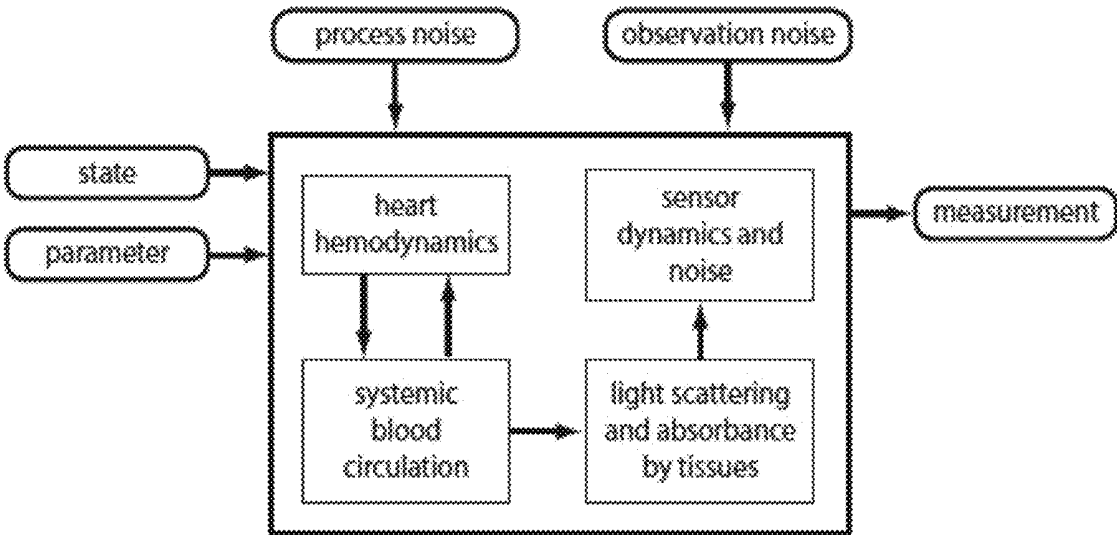 process noise
observation noise
state
parameter
heart
hemodynamics
sensor
dynamics and
noise
measurement
systemic
blood
circulation
light scattering
and absorbance
by tissues